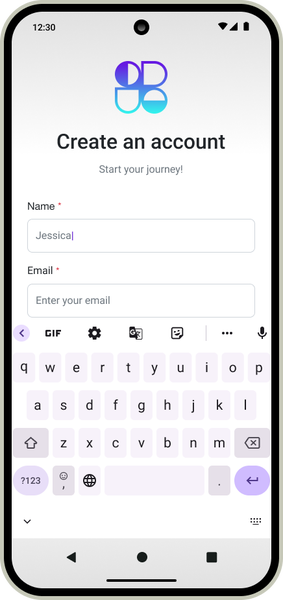 12:30
Create an account
Start your journey!
Name *
Jessica
Email *
Enter your email
GIF
q w e r t y u i o p
a s d f g h j k l
z x c v b n m
?123 , .